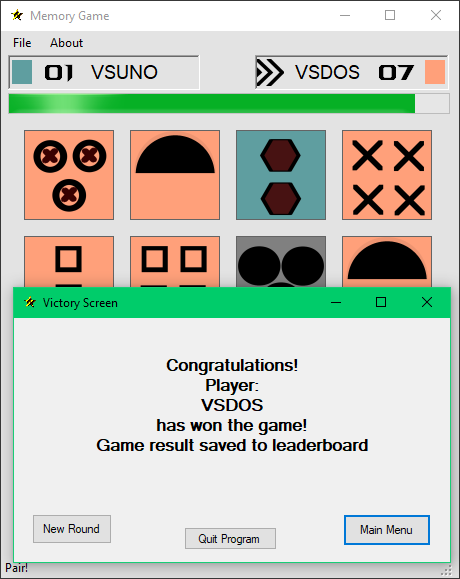 Memory Game
File About
01 VSUNO
VSDOS 07
Victory Screen
Congratulations!
Player:
VSDOS
has won the game!
Game result saved to leaderboard
New Round
Quit Program
Main Menu
Pair!